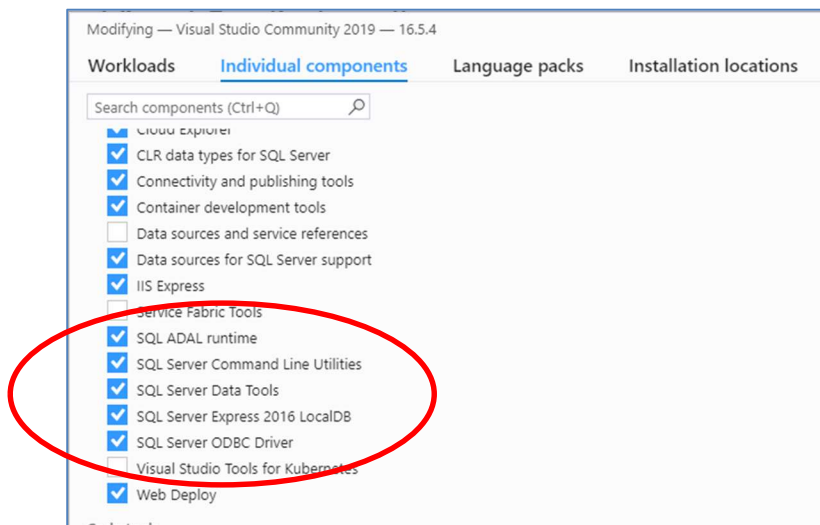 Modifying — Visual Studio Community 2019 — 16.5.4
Workloads Individual components Language packs Installation locations
Search components (Ctrl+Q)
Cloud Explorer
CLR data types for SQL Server
Connectivity and publishing tools
Container development tools
Data sources and service references
Data sources for SQL Server support
IIS Express
Service Fabric Tools
SQL ADAL runtime
SQL Server Command Line Utilities
SQL Server Data Tools
SQL Server Express 2016 LocalDB
SQL Server ODBC Driver
Visual Studio Tools for Kubernetes
Web Deploy